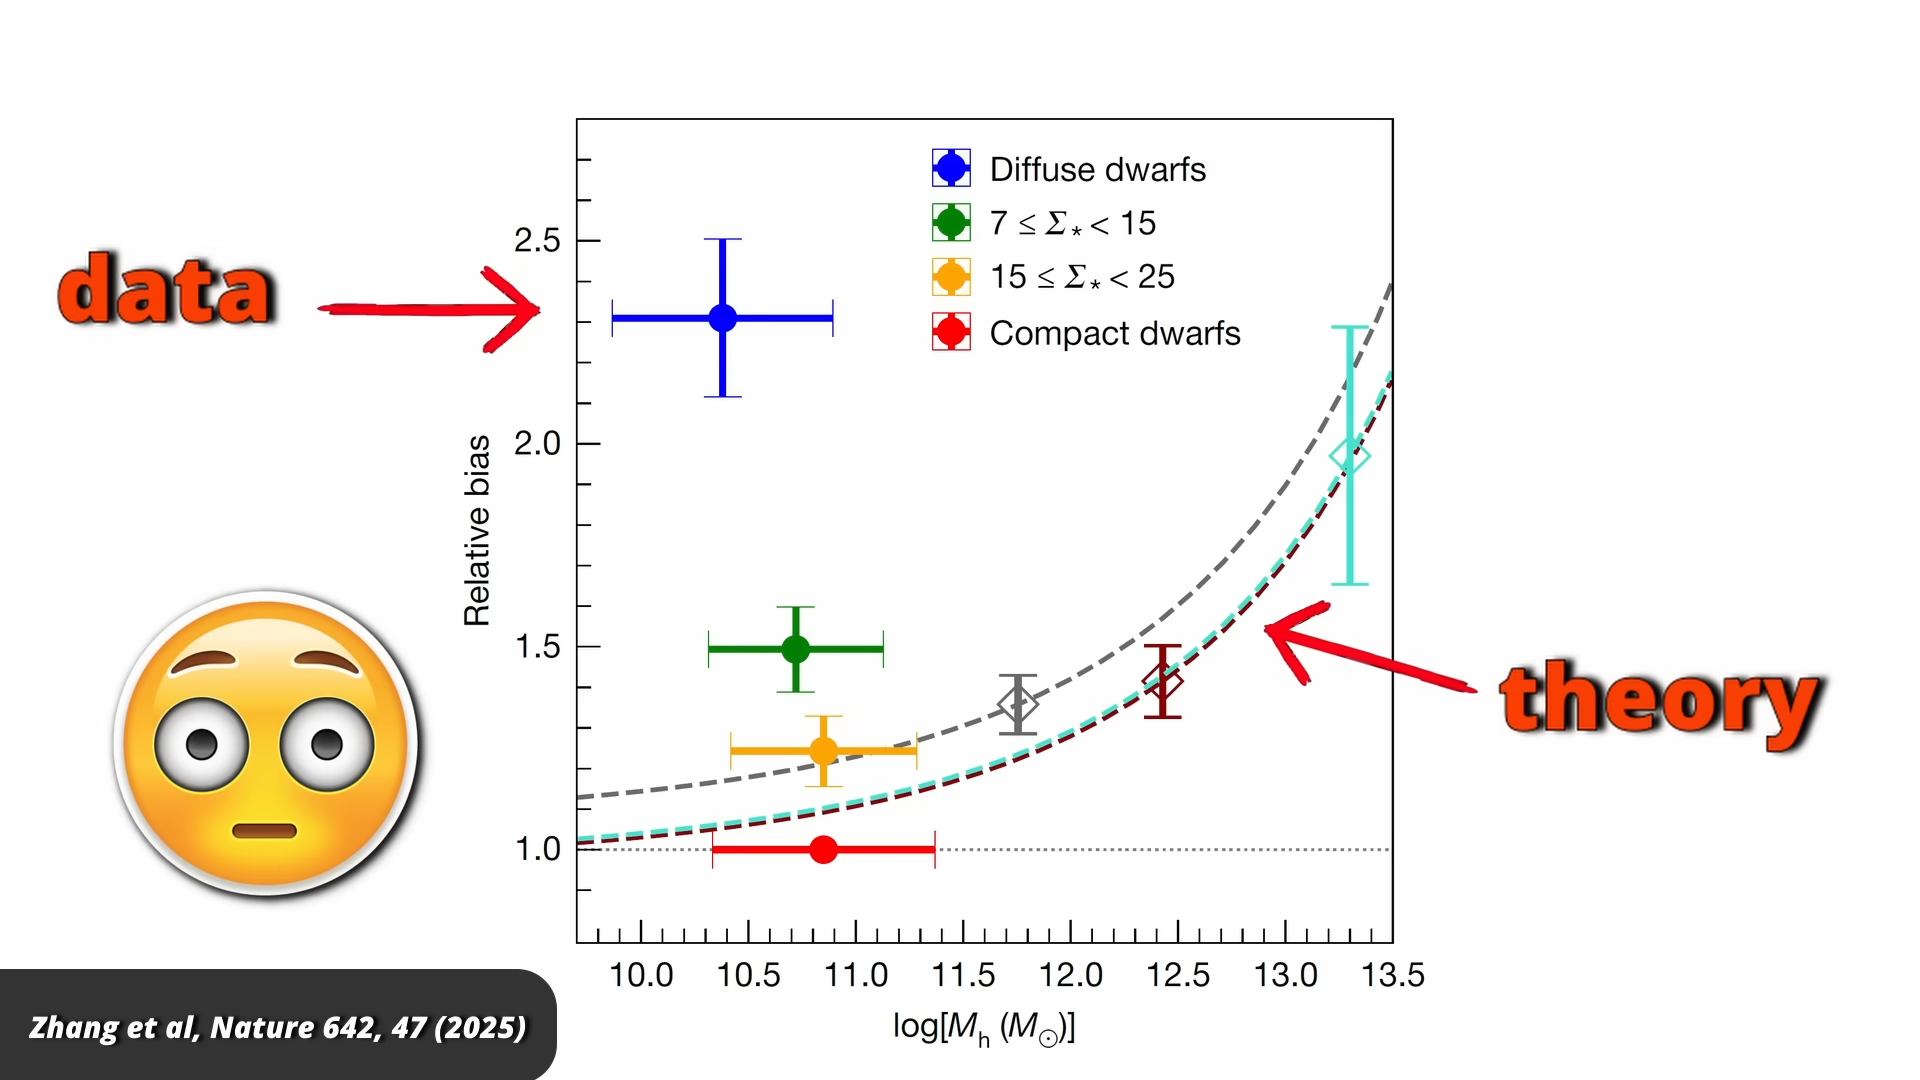 Diffuse dwarfs
7 ≤ Σ⁎ < 15
15 ≤ Σ⁎ < 25
Compact dwarfs
data
theory
Relative bias
2.5
2.0
1.5
1.0
10.0 10.5 11.0 11.5 12.0 12.5 13.0 13.5
log[Mh (M☉)]
Zhang et al, Nature 642, 47 (2025)